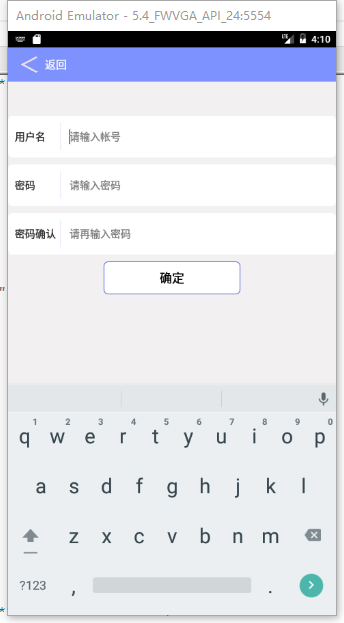 Android Emulator - 5.4_FWVGA_API_24:5554
LTE 4:10
返回
用户名 请输入帐号
密码 请输入密码
密码确认 请再输入密码
确定
1 2 3 4 5 6 7 8 9 0
q w e r t y u i o p
a s d f g h j k l
z x c v b n m
?123 , .